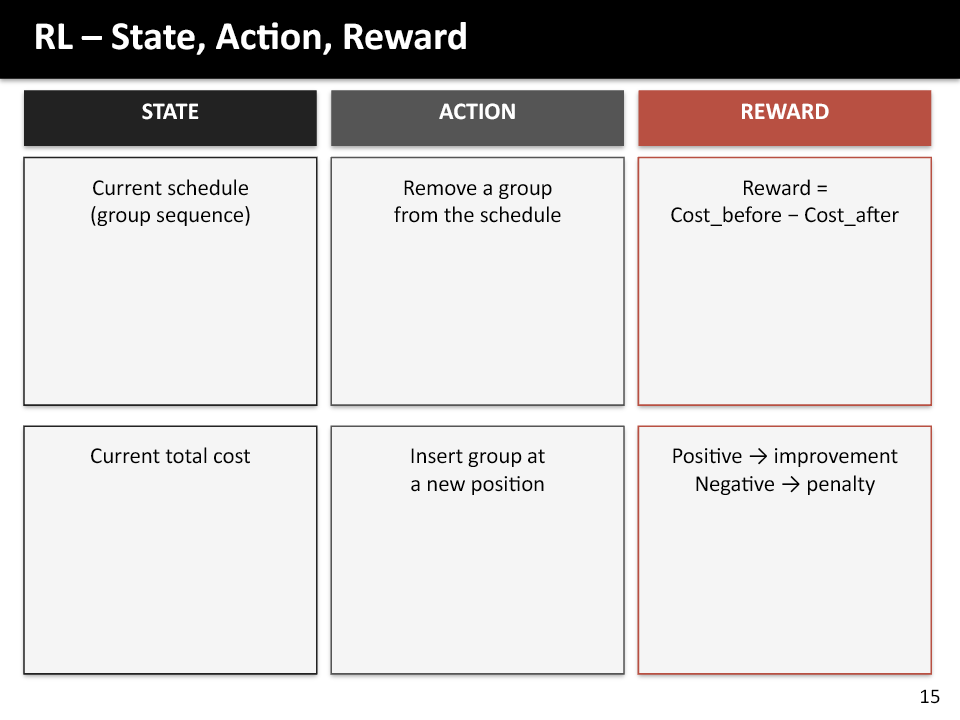 RL – State, Action, Reward
STATE
ACTION
REWARD
Current schedule
(group sequence)
Remove a group
from the schedule
Reward =
Cost_before − Cost_after
Current total cost
Insert group at
a new position
Positive → improvement
Negative → penalty
15